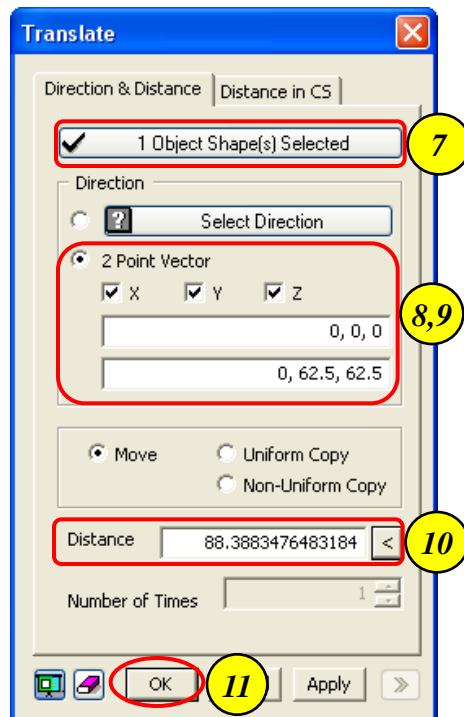 Translate
Direction & Distance Distance in CS
1 Object Shape(s) Selected 7
Direction
? Select Direction
2 Point Vector
X Y Z
0, 0, 0 8,9
0, 62.5, 62.5
Move Uniform Copy
Non-Uniform Copy
Distance 88.3883476483184 < 10
Number of Times 1
OK 11 Apply >>